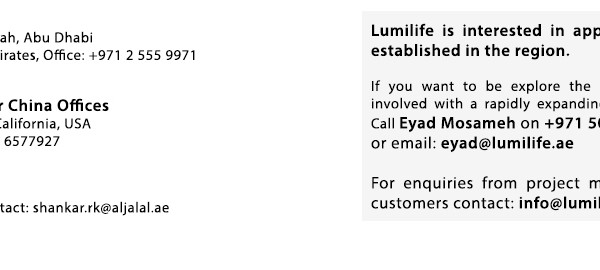 ah, Abu Dhabi
irates, Office: +971 2 555 9971
r China Offices
California, USA
6577927
tact: shankar.rk@aljalal.ae
Lumilife is interested in app
established in the region.
If you want to be explore the
involved with a rapidly expandin
Call Eyad Mosameh on +971 50
or email: eyad@lumilife.ae
For enquiries from project m
customers contact: info@lumil